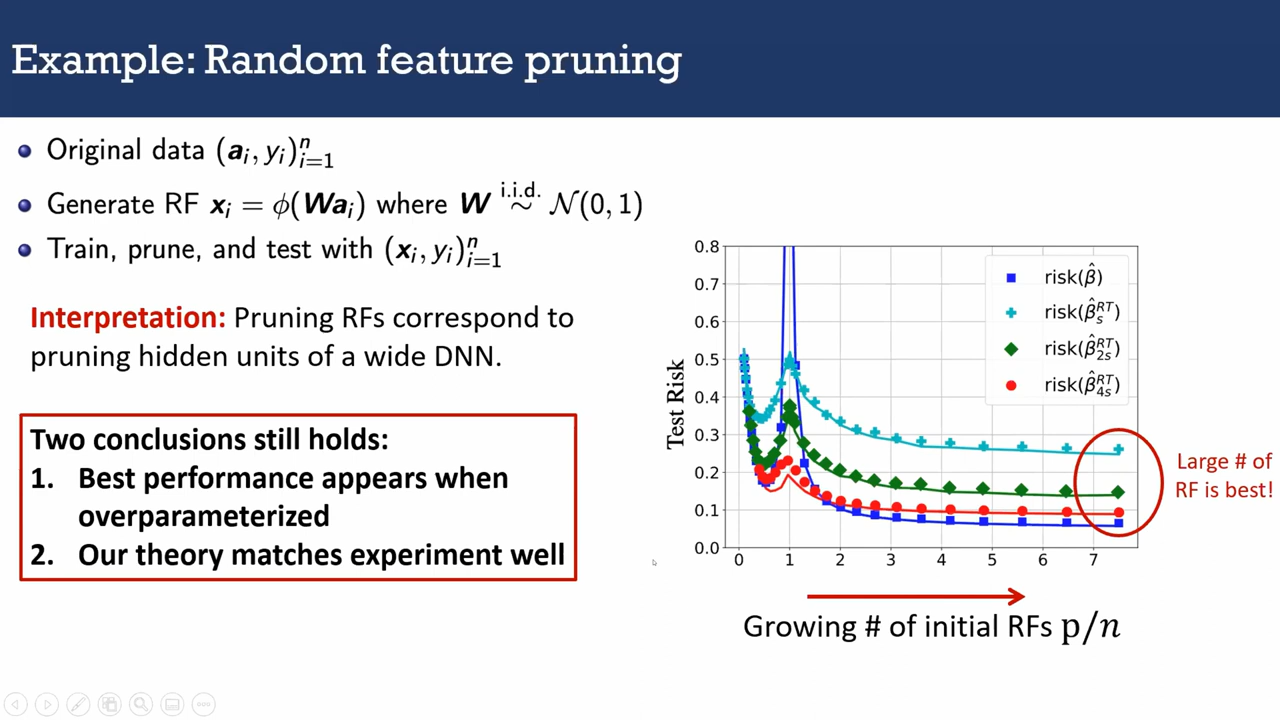 Example: Random feature pruning
Original data (aᵢ, yᵢ)ⁿᵢ₌₁
Generate RF xᵢ = ϕ(Waᵢ) where W i.i.d. ∼ 𝒩(0, 1)
Train, prune, and test with (xᵢ, yᵢ)ⁿᵢ₌₁
Interpretation: Pruning RFs correspond to
pruning hidden units of a wide DNN.
Two conclusions still holds:
1. Best performance appears when
overparameterized
2. Our theory matches experiment well
Test Risk
0.8
0.7
0.6
0.5
0.4
0.3
0.2
0.1
0.0
0 1 2 3 4 5 6 7
risk(β̂)
risk(β̂ₛᴿᵀ)
risk(β̂₂ₛᴿᵀ)
risk(β̂₄ₛᴿᵀ)
Large # of
RF is best!
Growing # of initial RFs p/n